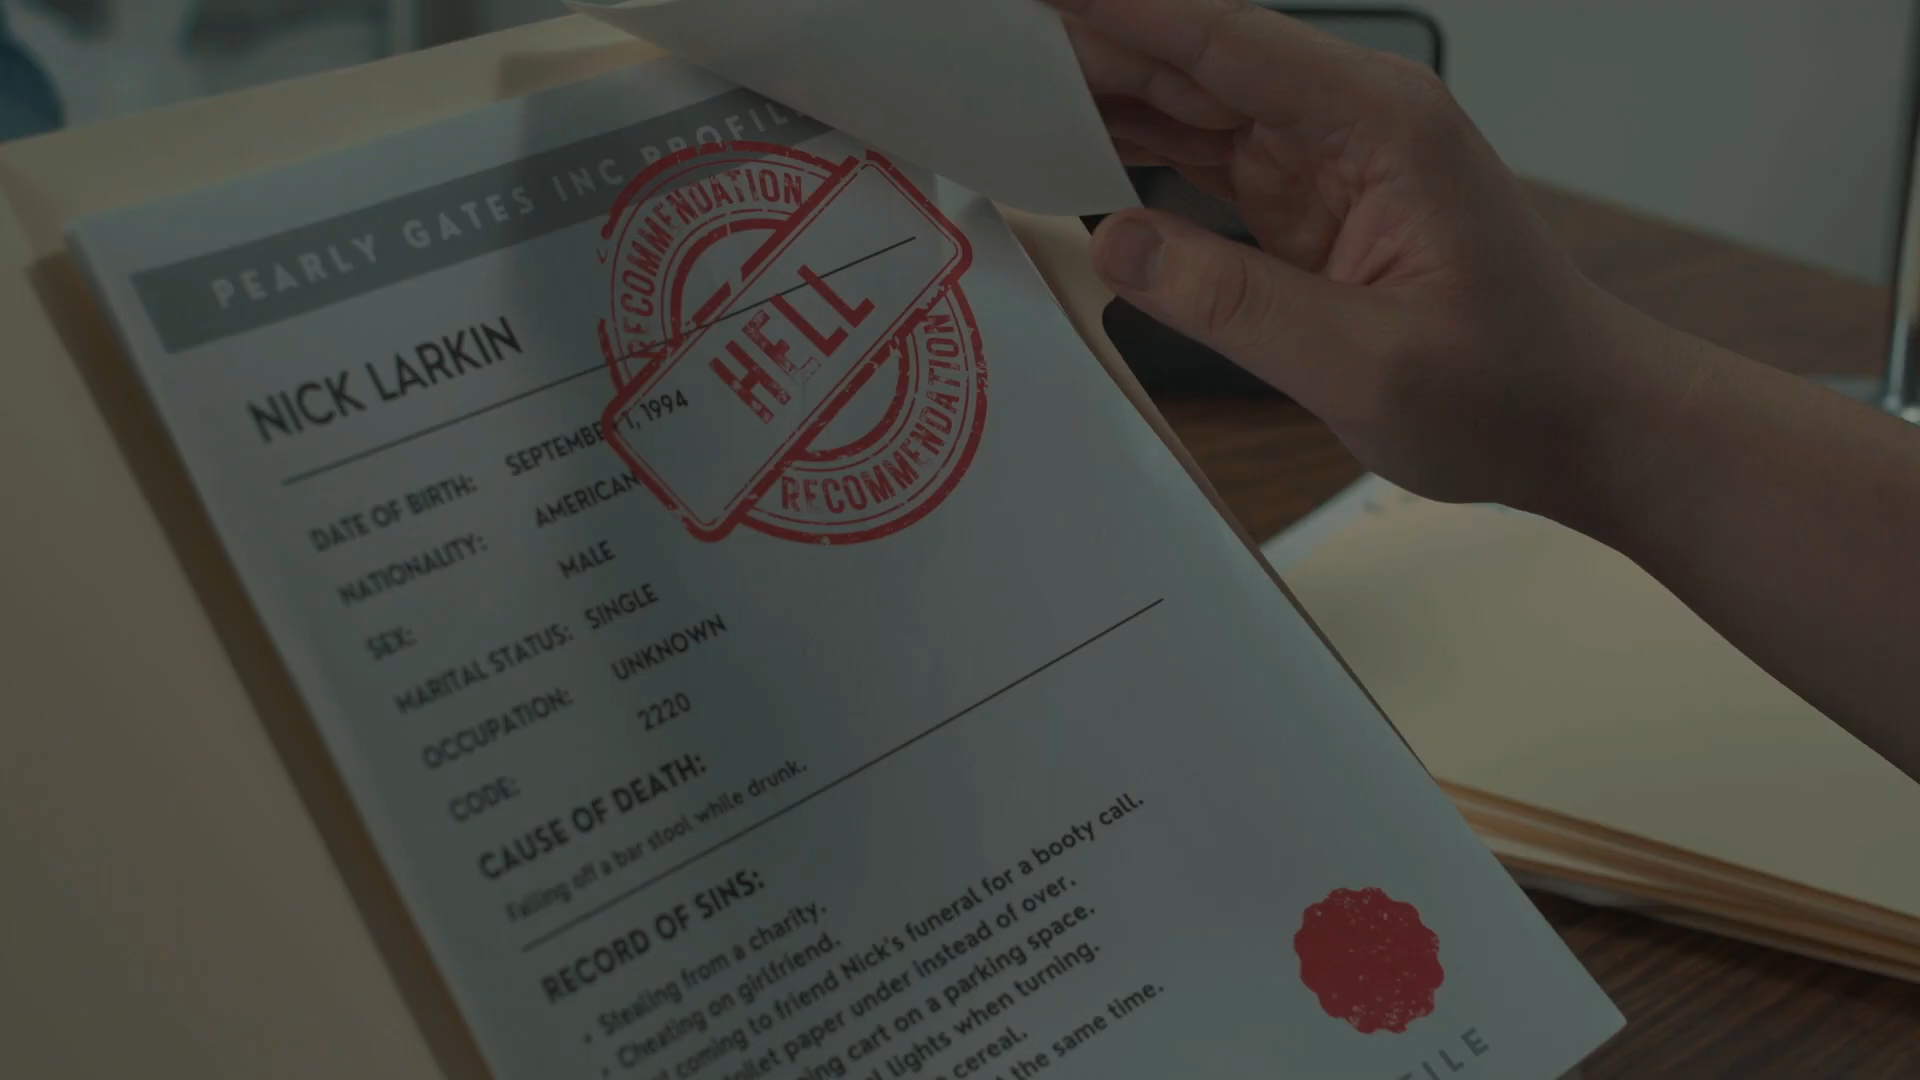 PEARLY GATES INC PROFILE
RECOMMENDATION
HELL
RECOMMENDATION
NICK LARKIN
DATE OF BIRTH: SEPTEMBER 1, 1994
NATIONALITY: AMERICAN
SEX: MALE
MARITAL STATUS: SINGLE
OCCUPATION: UNKNOWN
CODE: 2220
CAUSE OF DEATH:
Falling off a bar stool while drunk.
RECORD OF SINS:
• Stealing from a charity.
• Cheating on girlfriend.
coming to friend Nick's funeral for a booty call.
toilet paper under instead of over.
cart on a parking space.
lights when turning.
cereal.
the same time.